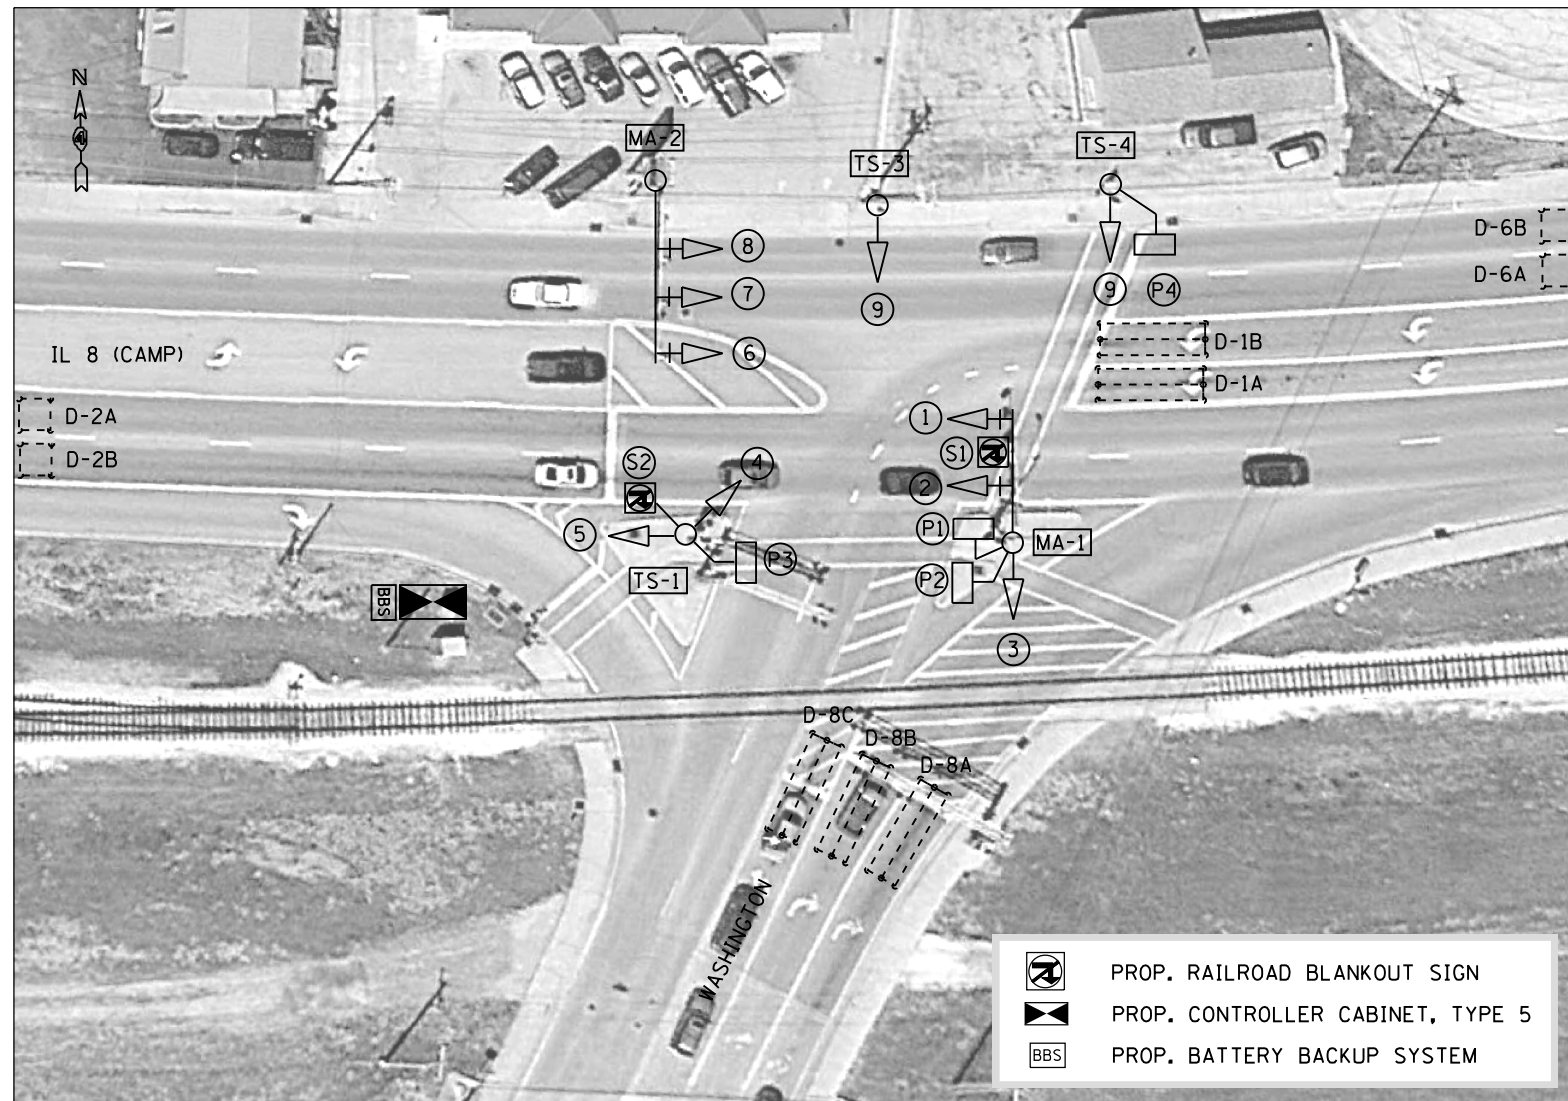 N
MA-2
TS-3
TS-4
8
7
6
9
9
P4
D-6B
D-6A
IL 8 (CAMP)
D-1B
D-1A
D-2A
D-2B
1
S1
2
S2
4
5
P1
MA-1
P3
P2
TS-1
BBS
3
D-8C
D-8B
D-8A
WASHINGTON
PROP. RAILROAD BLANKOUT SIGN
PROP. CONTROLLER CABINET, TYPE 5
BBS PROP. BATTERY BACKUP SYSTEM